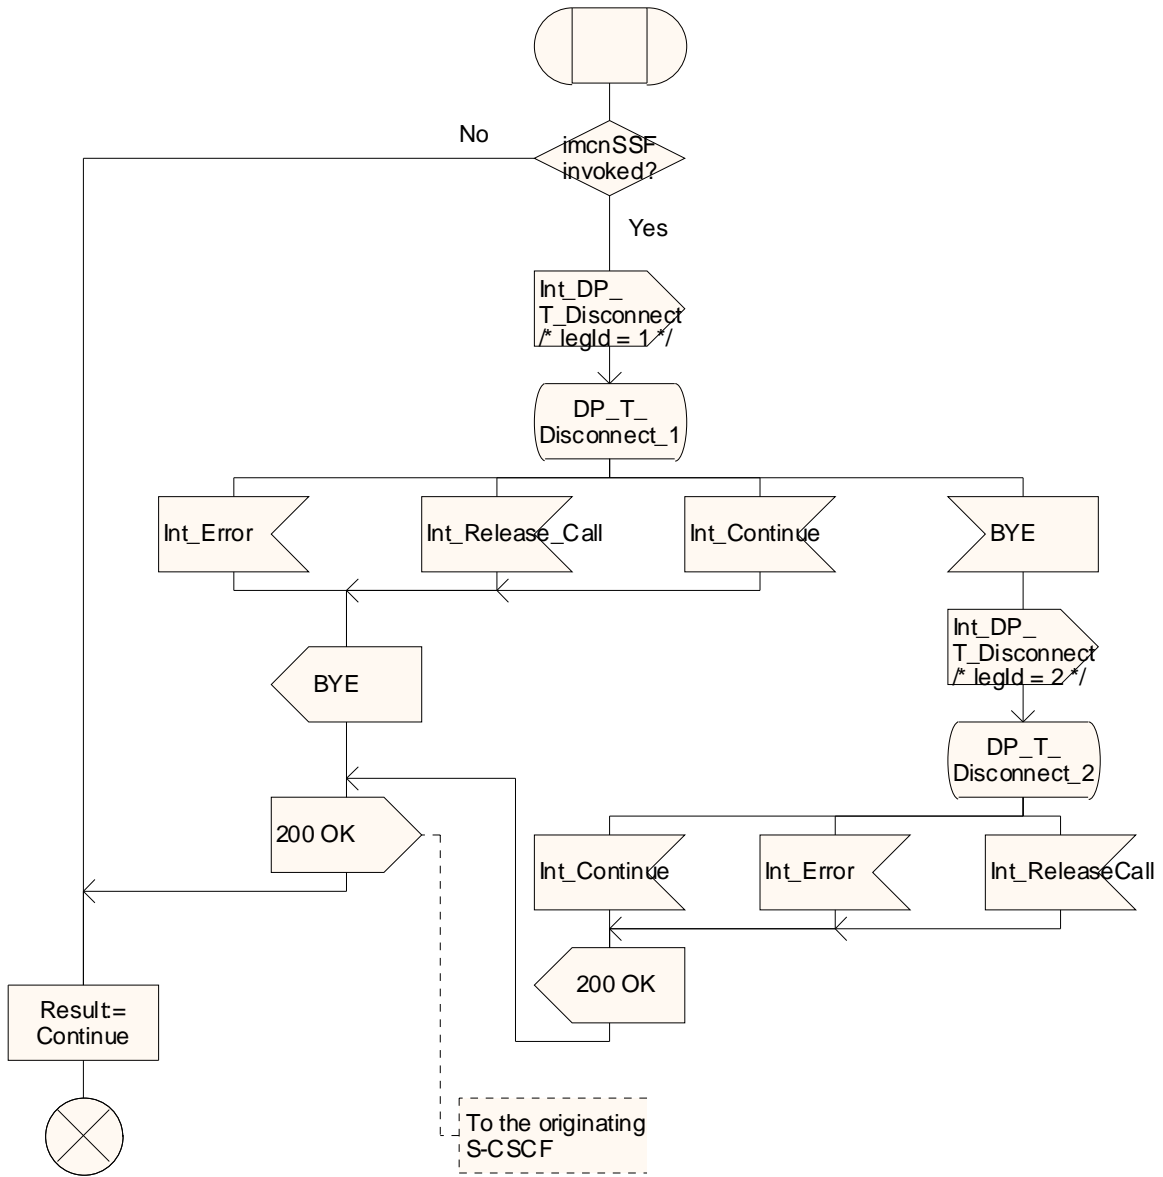 No
imcnSSF
invoked?
Yes
Int_DP_
T_Disconnect
/* legId = 1 */
DP_T_
Disconnect_1
Int_Error
Int_Release_Call
Int_Continue
BYE
Int_DP_
T_Disconnect
/* legId = 2 */
BYE
DP_T_
Disconnect_2
200 OK
Int_Continue
Int_Error
Int_ReleaseCall
200 OK
Result:=
Continue
To the originating
S-CSCF